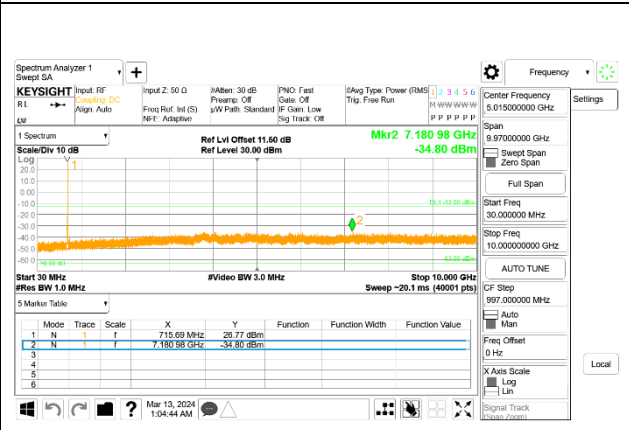 Spectrum Analyzer 1
Swept SA
+
Frequency
KEYSIGHT
RL
Input: RF
Coupling: DC
Align: Auto
Input Z: 50 Ω
Freq Ref: Int (S)
NFE: Adaptive
#Atten: 30 dB
Preamp: Off
µW Path: Standard
PNO: Fast
Gate: Off
IF Gain: Low
Sig Track: Off
#Avg Type: Power (RMS
Trig: Free Run
1 2 3 4 5 6
M W W W W W
P P P P P P
1 Spectrum
Scale/Div 10 dB
Ref Lvl Offset 11.60 dB
Ref Level 30.00 dBm
Mkr2 7.180 98 GHz
-34.80 dBm
Log
20.0
10.0
0.00
-10.0
-20.0
-30.0
-40.0
-50.0
-60.0
1
2
DL1 -13.00 dBm
Start 30 MHz
#Res BW 1.0 MHz
#Video BW 3.0 MHz
Stop 10.000 GHz
Sweep ~20.1 ms (40001 pts)
5 Marker Table
Mode Trace Scale X Y Function Function Width Function Value
1 N 1 f 715.69 MHz 26.77 dBm
2 N 1 f 7.180 98 GHz -34.80 dBm
3
4
5
6
Mar 13, 2024
1:04:44 AM
?
Center Frequency
5.015000000 GHz
Settings
Span
9.97000000 GHz
Swept Span
Zero Span
Full Span
Start Freq
30.000000 MHz
Stop Freq
10.000000000 GHz
AUTO TUNE
CF Step
997.000000 MHz
Auto
Man
Freq Offset
0 Hz
X Axis Scale
Log
Lin
Local
Signal Track
(Span Zoom)